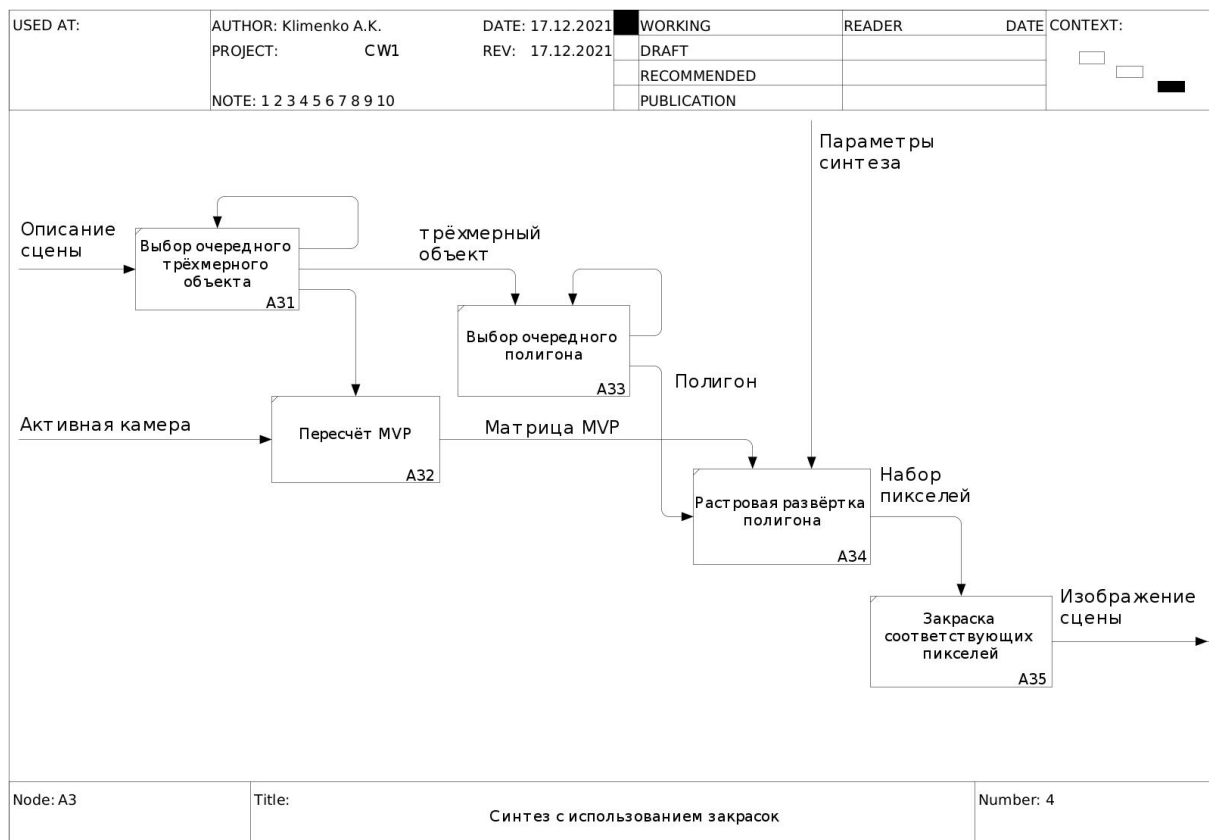 USED AT:
AUTHOR: Klimenko A.K.
DATE: 17.12.2021
PROJECT: CW1
REV: 17.12.2021
NOTE: 1 2 3 4 5 6 7 8 9 10
WORKING
DRAFT
RECOMMENDED
PUBLICATION
READER
DATE
CONTEXT:
Параметры
синтеза
Описание
сцены
Выбор очередного
трёхмерного
объекта
A31
трёхмерный
объект
Выбор очередного
полигона
A33
Полигон
Активная камера
Пересчёт MVP
A32
Матрица MVP
Растровая развёртка
полигона
A34
Набор
пикселей
Закраска
соответствующих
пикселей
A35
Изображение
сцены
Node: A3
Title:
Синтез с использованием закрасок
Number: 4